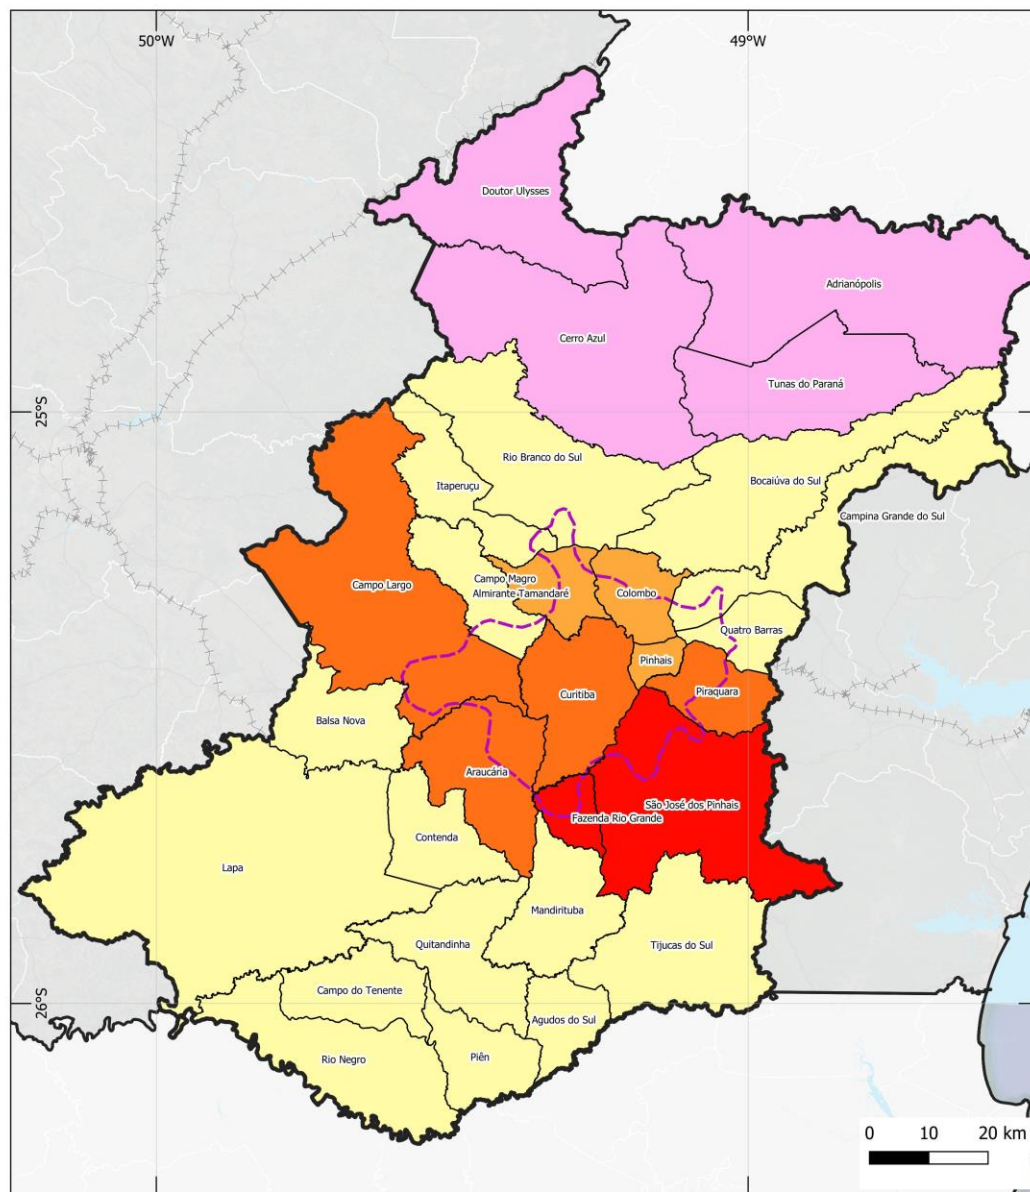 50°W
49°W
Doutor Ulysses
Adrianópolis
Cerro Azul
Tunas do Paraná
25°S
25°S
Rio Branco do Sul
Bocaiúva do Sul
Itaperuçu
Campina Grande do Sul
Campo Largo
Campo Magro
Almirante Tamandaré
Colombo
Quatro Barras
Pinhais
Piraquara
Curitiba
Balsa Nova
Araucária
São José dos Pinhais
Fazenda Rio Grande
Contenda
Lapa
Mandirituba
Quitandinha
Tijucas do Sul
Campo do Tenente
26°S
26°S
Agudos do Sul
Rio Negro
Piên
0 10 20 km